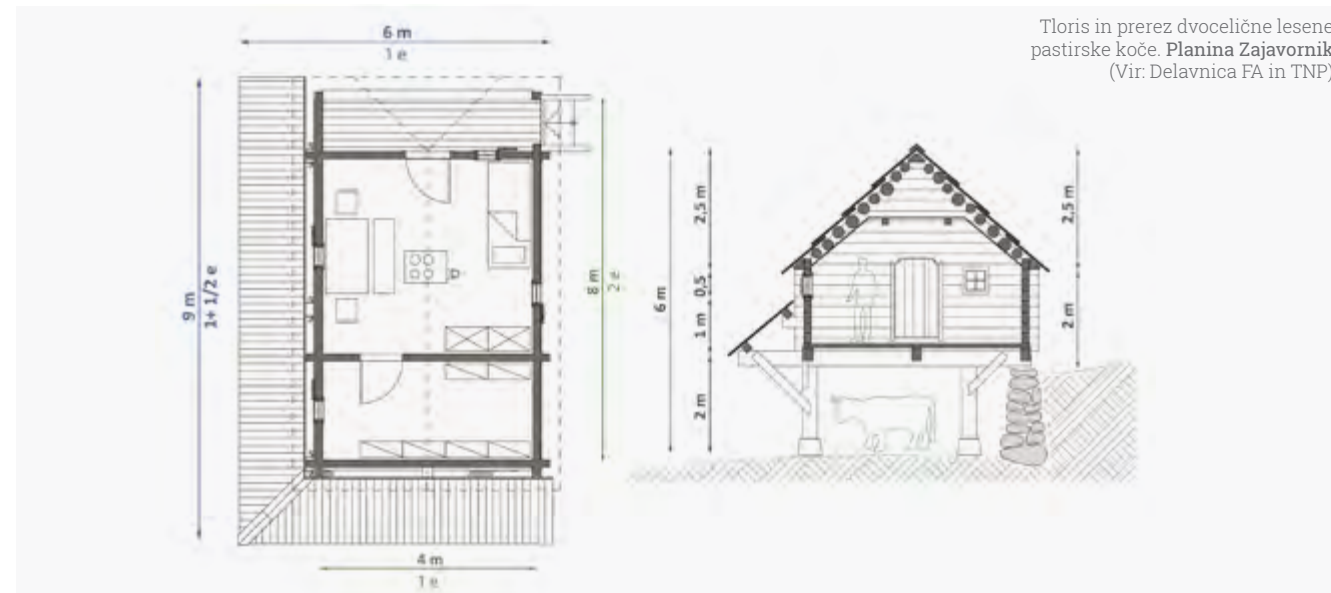 Tloris in prerez dvocelične lesene
pastirske koče. Planina Zajavornik
(Vir: Delavnica FA in TNP)
6 m
1 e
9 m
1+ 1/2 e
8 m
2 e
4 m
1 e
6 m
2,5 m
0,5
1 m
2 m
2,5 m
2 m